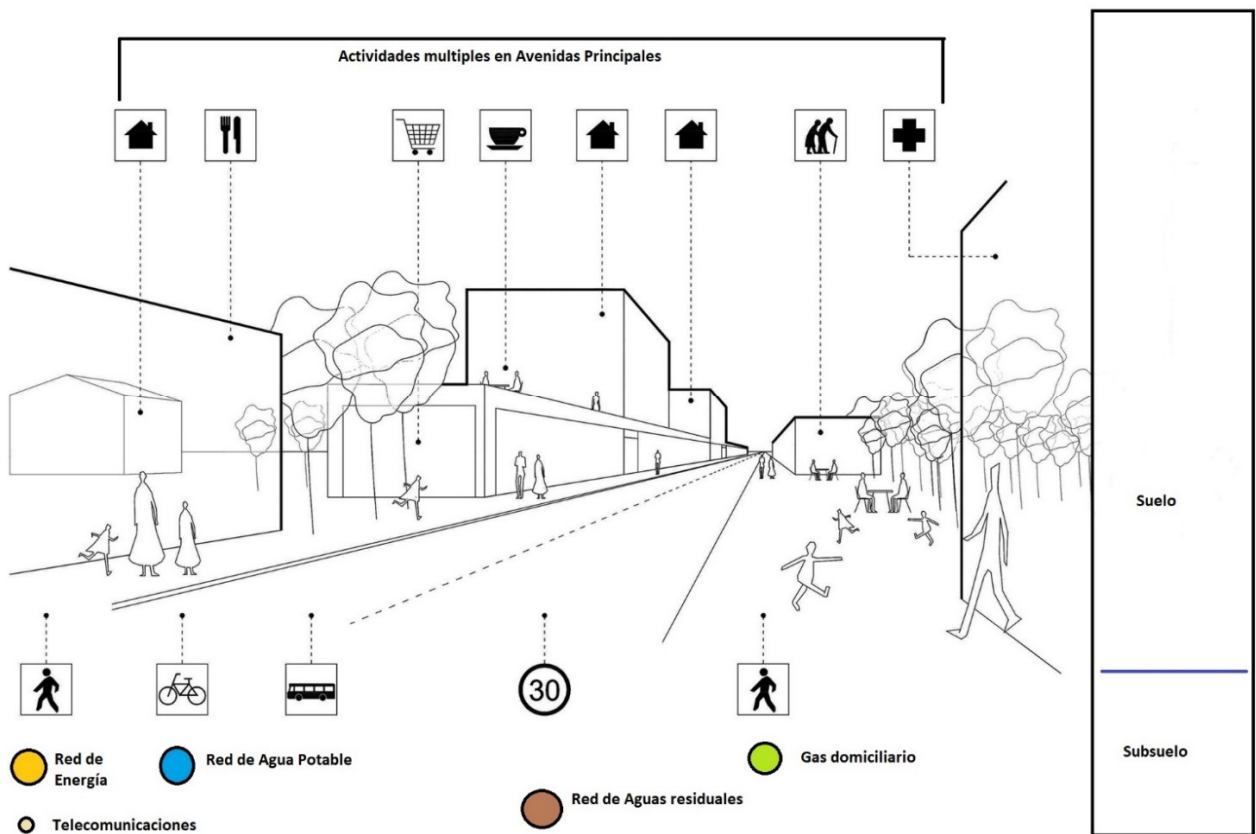 Actividades multiples en Avenidas Principales
Suelo
30
Red de
Energía
Red de Agua Potable
Gas domiciliario
Subsuelo
Red de Aguas residuales
Telecomunicaciones